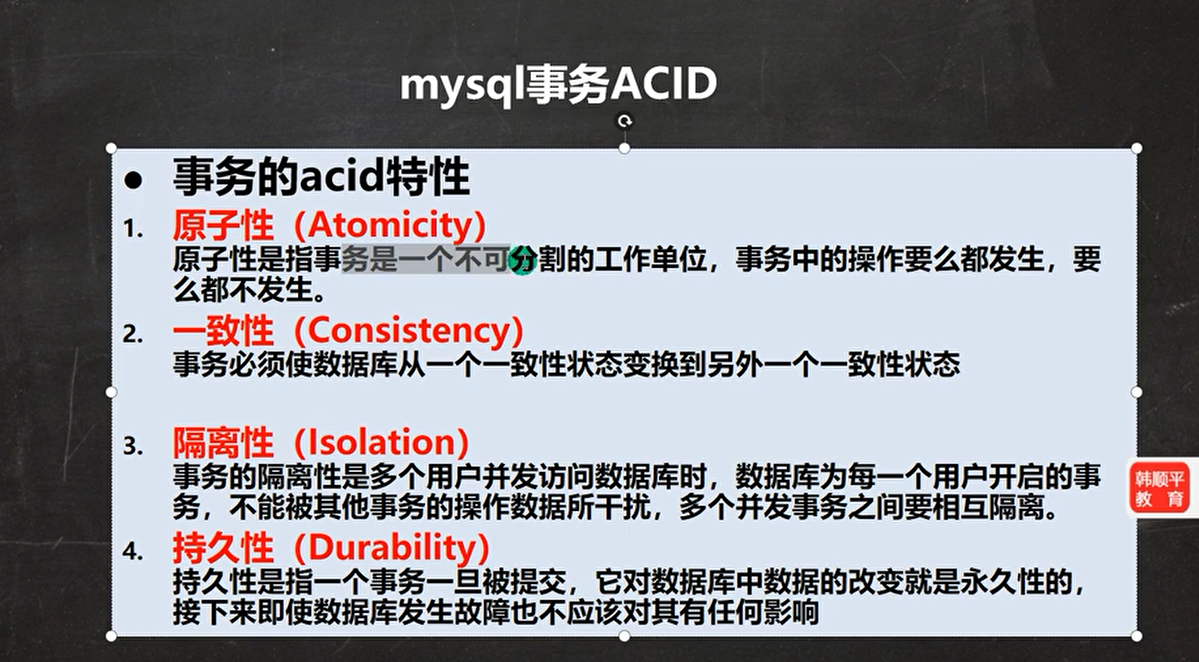 mysql事务ACID
● 事务的acid特性
1. 原子性（Atomicity）
原子性是指事务是一个不可分割的工作单位，事务中的操作要么都发生，要
么都不发生。
2. 一致性（Consistency）
事务必须使数据库从一个一致性状态变换到另外一个一致性状态
3. 隔离性（Isolation）
事务的隔离性是多个用户并发访问数据库时，数据库为每一个用户开启的事
务，不能被其他事务的操作数据所干扰，多个并发事务之间要相互隔离。
4. 持久性（Durability）
持久性是指一个事务一旦被提交，它对数据库中数据的改变就是永久性的，
接下来即使数据库发生故障也不应该对其有任何影响
韩顺平
教 育